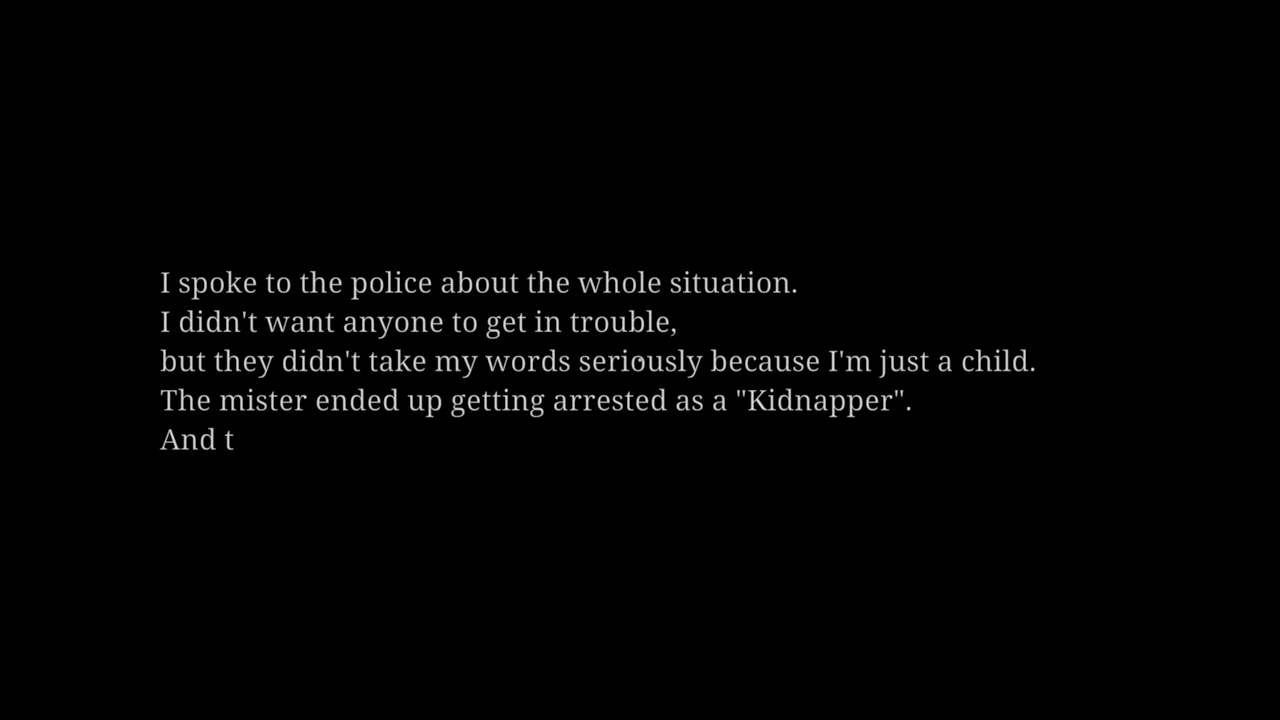 I spoke to the police about the whole situation.
I didn't want anyone to get in trouble,
but they didn't take my words seriously because I'm just a child.
The mister ended up getting arrested as a "Kidnapper".
And t